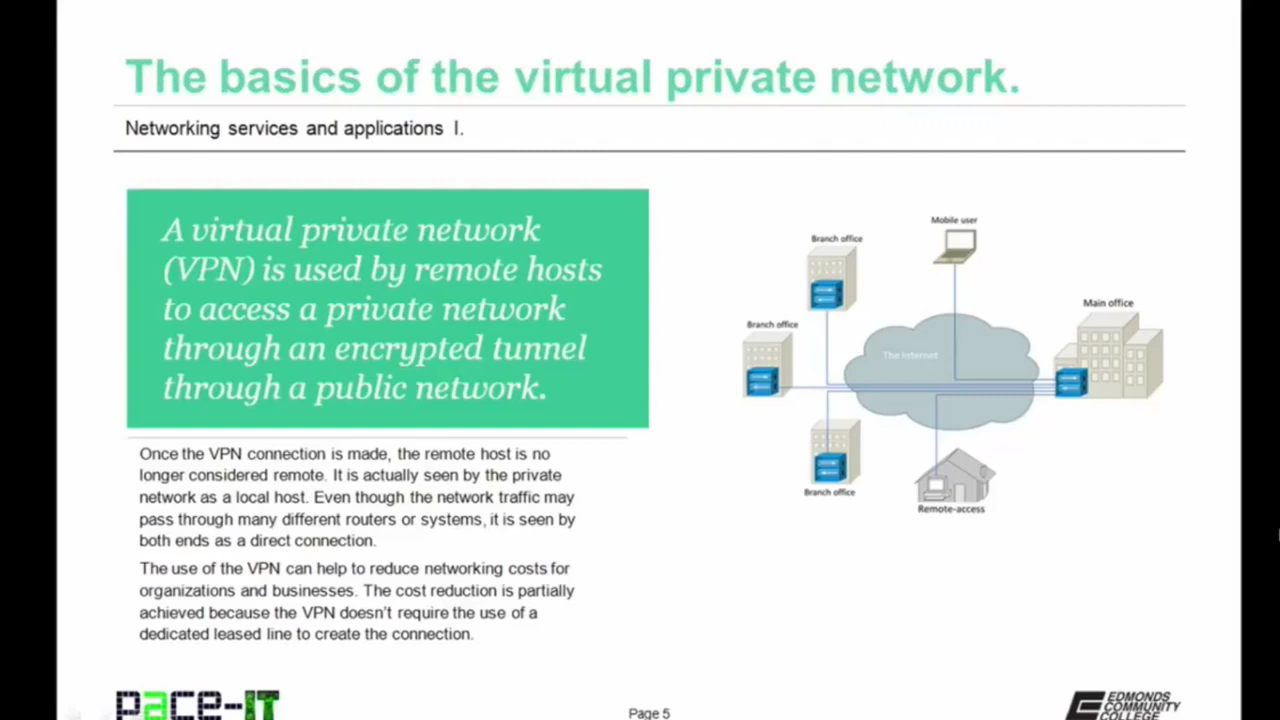 The basics of the virtual private network.
Networking services and applications I.
A virtual private network
(VPN) is used by remote hosts
to access a private network
through an encrypted tunnel
through a public network.
Once the VPN connection is made, the remote host is no
longer considered remote. It is actually seen by the private
network as a local host. Even though the network traffic may
pass through many different routers or systems, it is seen by
both ends as a direct connection.
The use of the VPN can help to reduce networking costs for
organizations and businesses. The cost reduction is partially
achieved because the VPN doesn't require the use of a
dedicated leased line to create the connection.
Mobile user
Branch office
Main office
Branch office
The Internet
Branch office
Remote-access
PACE-IT
Page 5
EDMONDS
COMMUNITY
COLLEGE